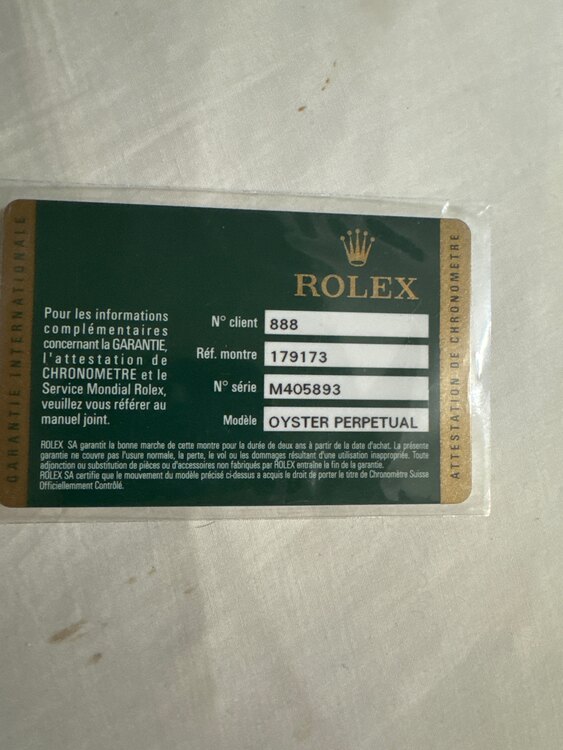 GARANTIE INTERNATIONALE
ROLEX
Pour les informations
complémentaires
concernant la GARANTIE,
l'attestation de
CHRONOMETRE et le
Service Mondial Rolex,
veuillez vous référer au
manuel joint.
N° client 888
Réf. montre 179173
N° série M405893
Modèle OYSTER PERPETUAL
ROLEX SA garantit la bonne marche de cette montre pour la durée de deux ans à partir de la date d'achat. La présente
garantie ne couvre pas l'usure normale, la perte, le vol ou les dommages résultant d'une utilisation inappropriée. Toute
adjonction ou substitution de pièces ou d'accessoires non fabriqués par ROLEX entraîne la fin de la garantie.
ROLEX SA certifie que le mouvement du modèle précisé ci-dessus a acquis le droit de porter le titre de Chronomètre Suisse
Officiellement Contrôlé.
ATTESTATION DE CHRONOMETRE